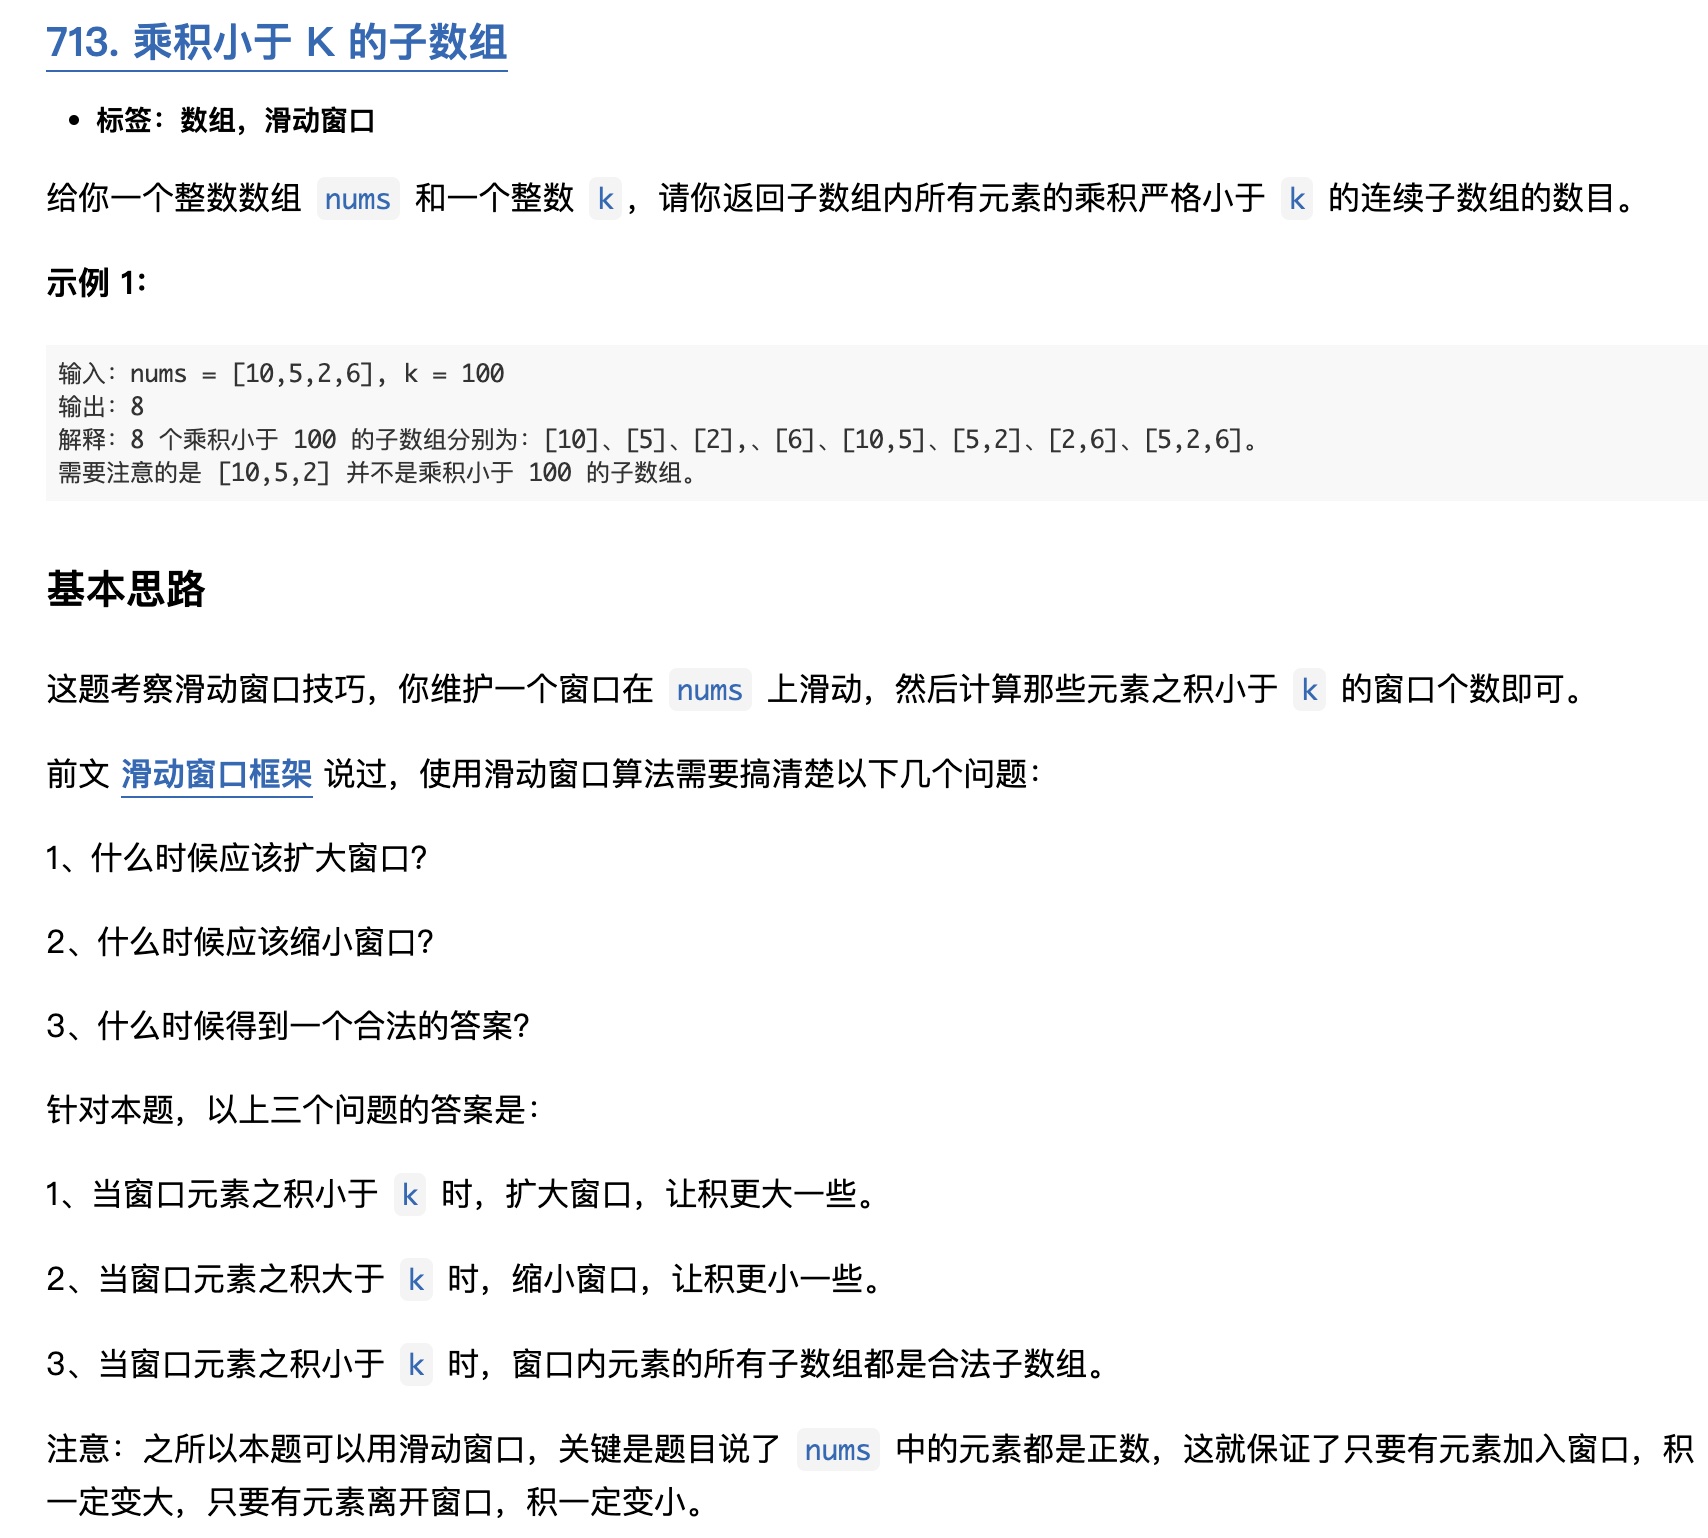 713. 乘积小于 K 的子数组
• 标签：数组，滑动窗口
给你一个整数数组 nums 和一个整数 k，请你返回子数组内所有元素的乘积严格小于 k 的连续子数组的数目。
示例 1：
输入：nums = [10,5,2,6], k = 100
输出：8
解释：8 个乘积小于 100 的子数组分别为：[10]、[5]、[2],、[6]、[10,5]、[5,2]、[2,6]、[5,2,6]。
需要注意的是 [10,5,2] 并不是乘积小于 100 的子数组。
基本思路
这题考察滑动窗口技巧，你维护一个窗口在 nums 上滑动，然后计算那些元素之积小于 k 的窗口个数即可。
前文 滑动窗口框架 说过，使用滑动窗口算法需要搞清楚以下几个问题：
1、什么时候应该扩大窗口？
2、什么时候应该缩小窗口？
3、什么时候得到一个合法的答案？
针对本题，以上三个问题的答案是：
1、当窗口元素之积小于 k 时，扩大窗口，让积更大一些。
2、当窗口元素之积大于 k 时，缩小窗口，让积更小一些。
3、当窗口元素之积小于 k 时，窗口内元素的所有子数组都是合法子数组。
注意：之所以本题可以用滑动窗口，关键是题目说了 nums 中的元素都是正数，这就保证了只要有元素加入窗口，积
一定变大，只要有元素离开窗口，积一定变小。